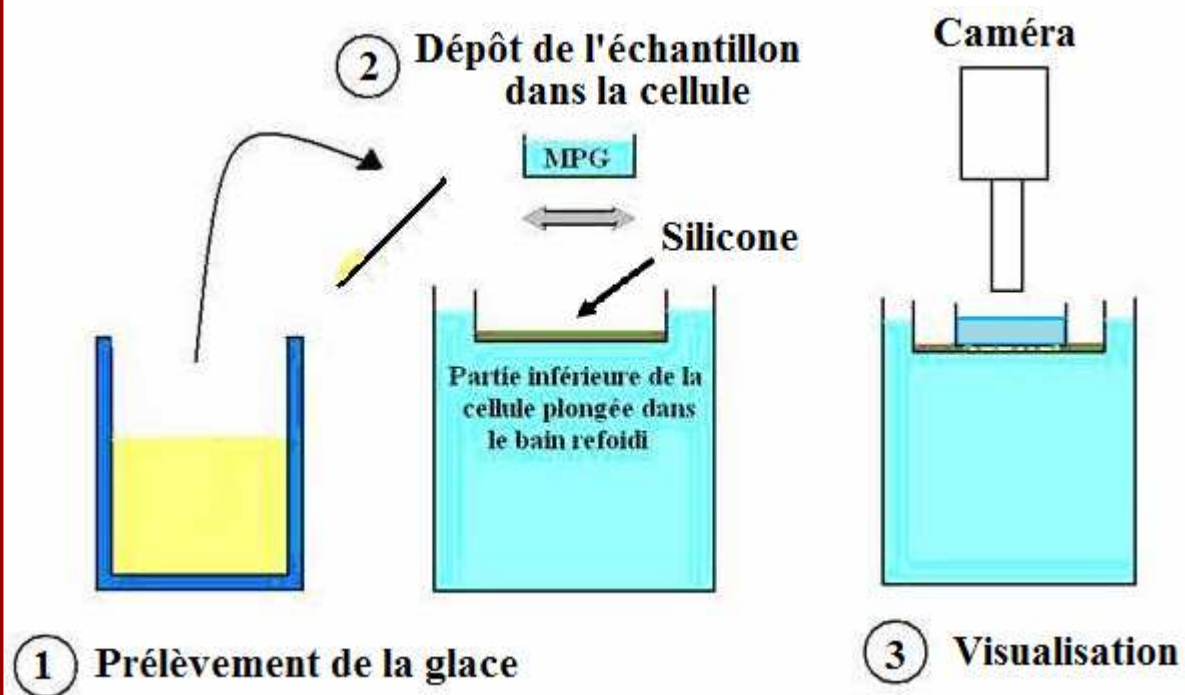 2 Dépôt de l'échantillon
dans la cellule
Caméra
MPG
Silicone
Partie inférieure de la
cellule plongée dans
le bain refoidi
1 Prélèvement de la glace
3 Visualisation